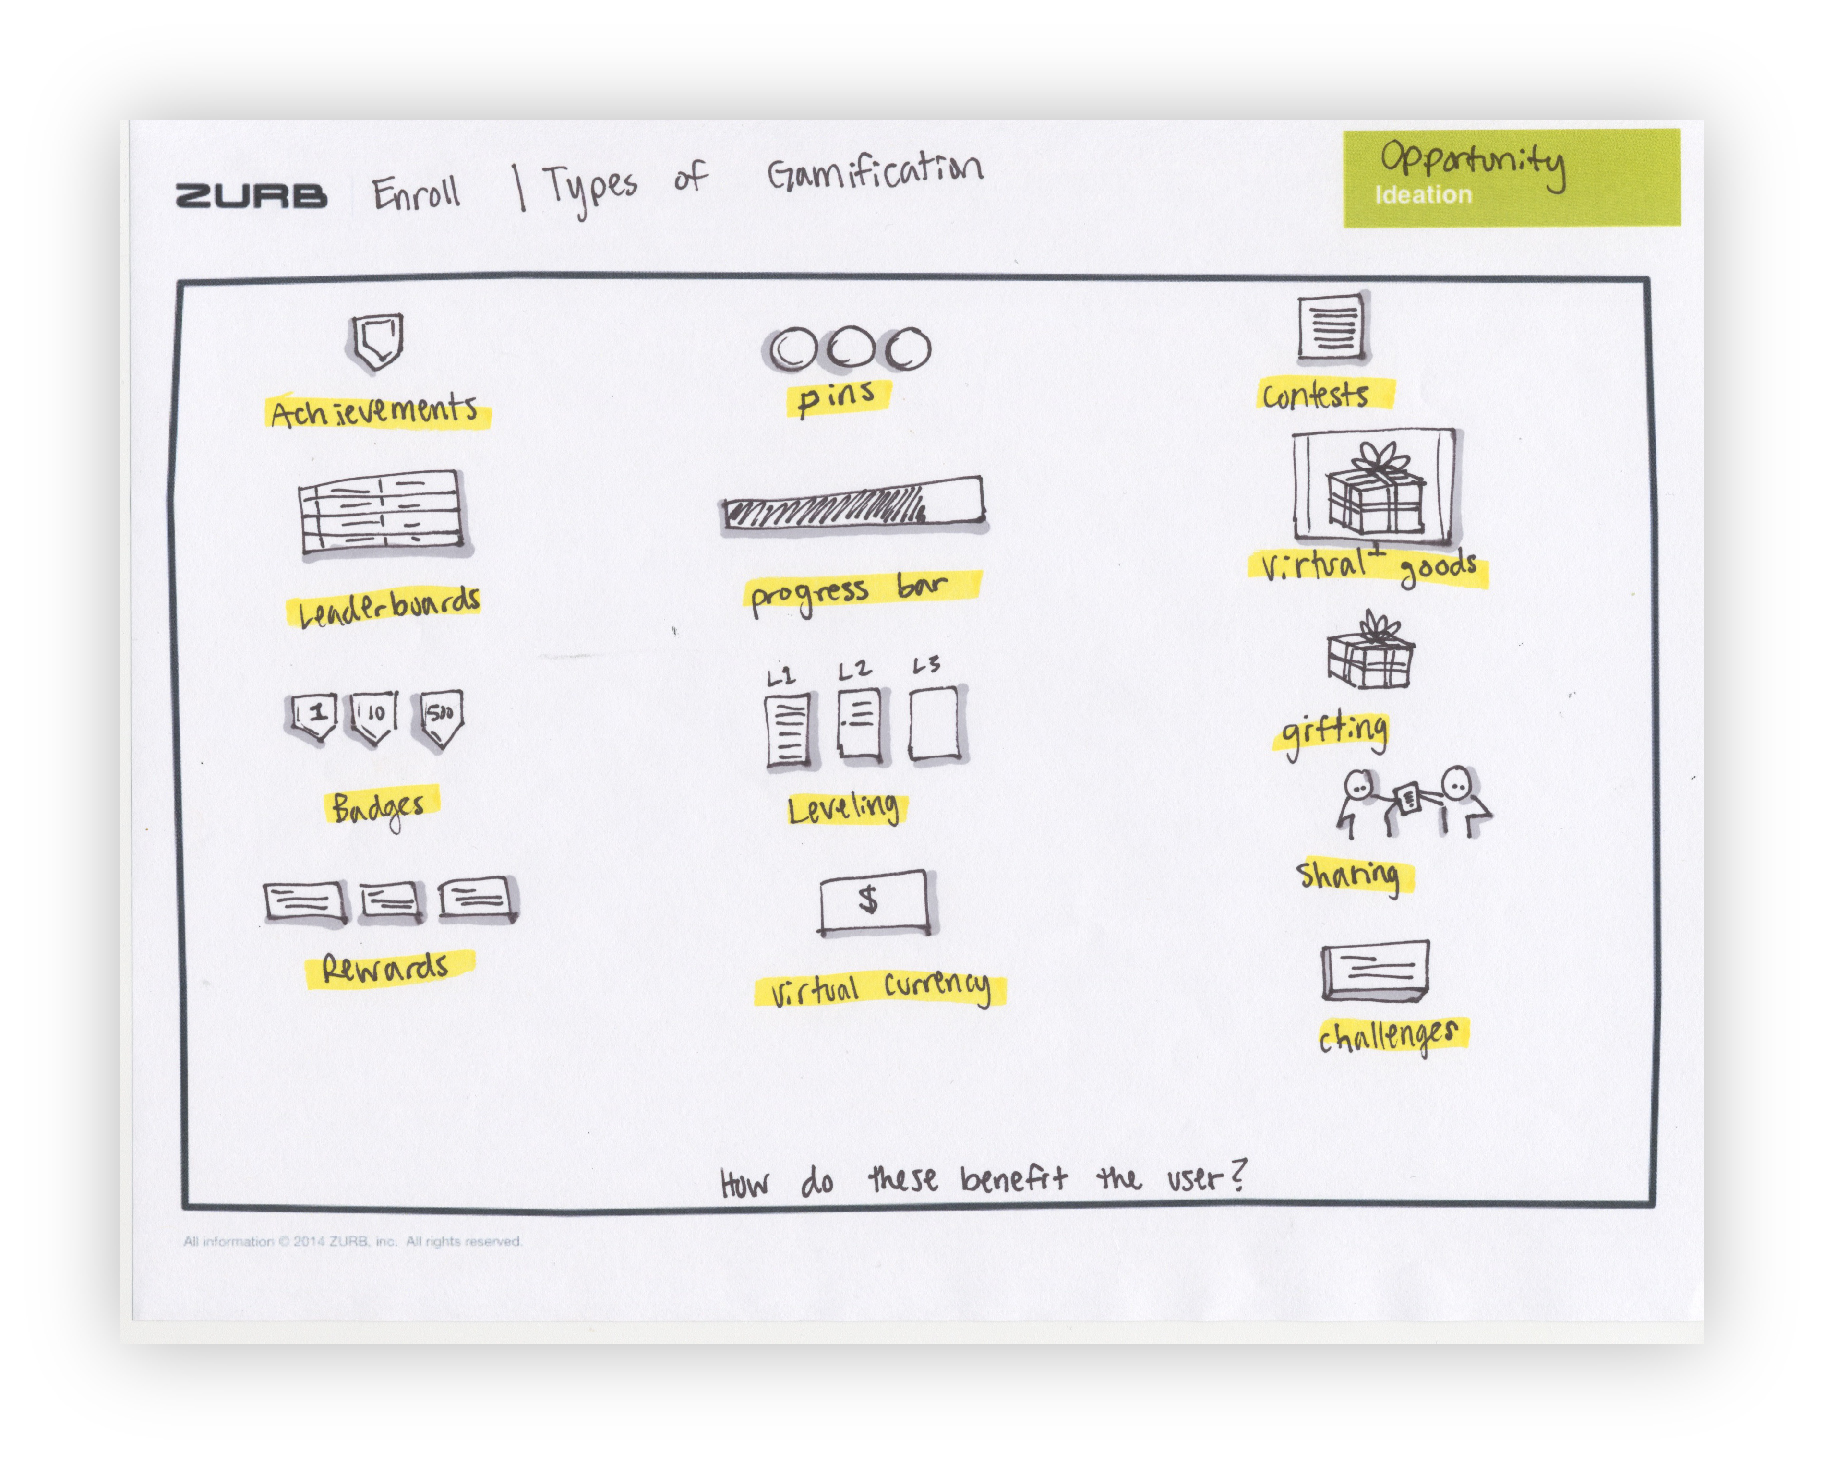 ZURB Enroll | Types of Gamification
Opportunity
Ideation
Achievements
pins
Contests
Leaderboards
progress bar
Virtual goods
1 10 500
Badges
L1 L2 L3
Leveling
gifting
sharing
Rewards
$
Virtual currency
challenges
How do these benefit the user?
All information © 2014 ZURB, inc. All rights reserved.